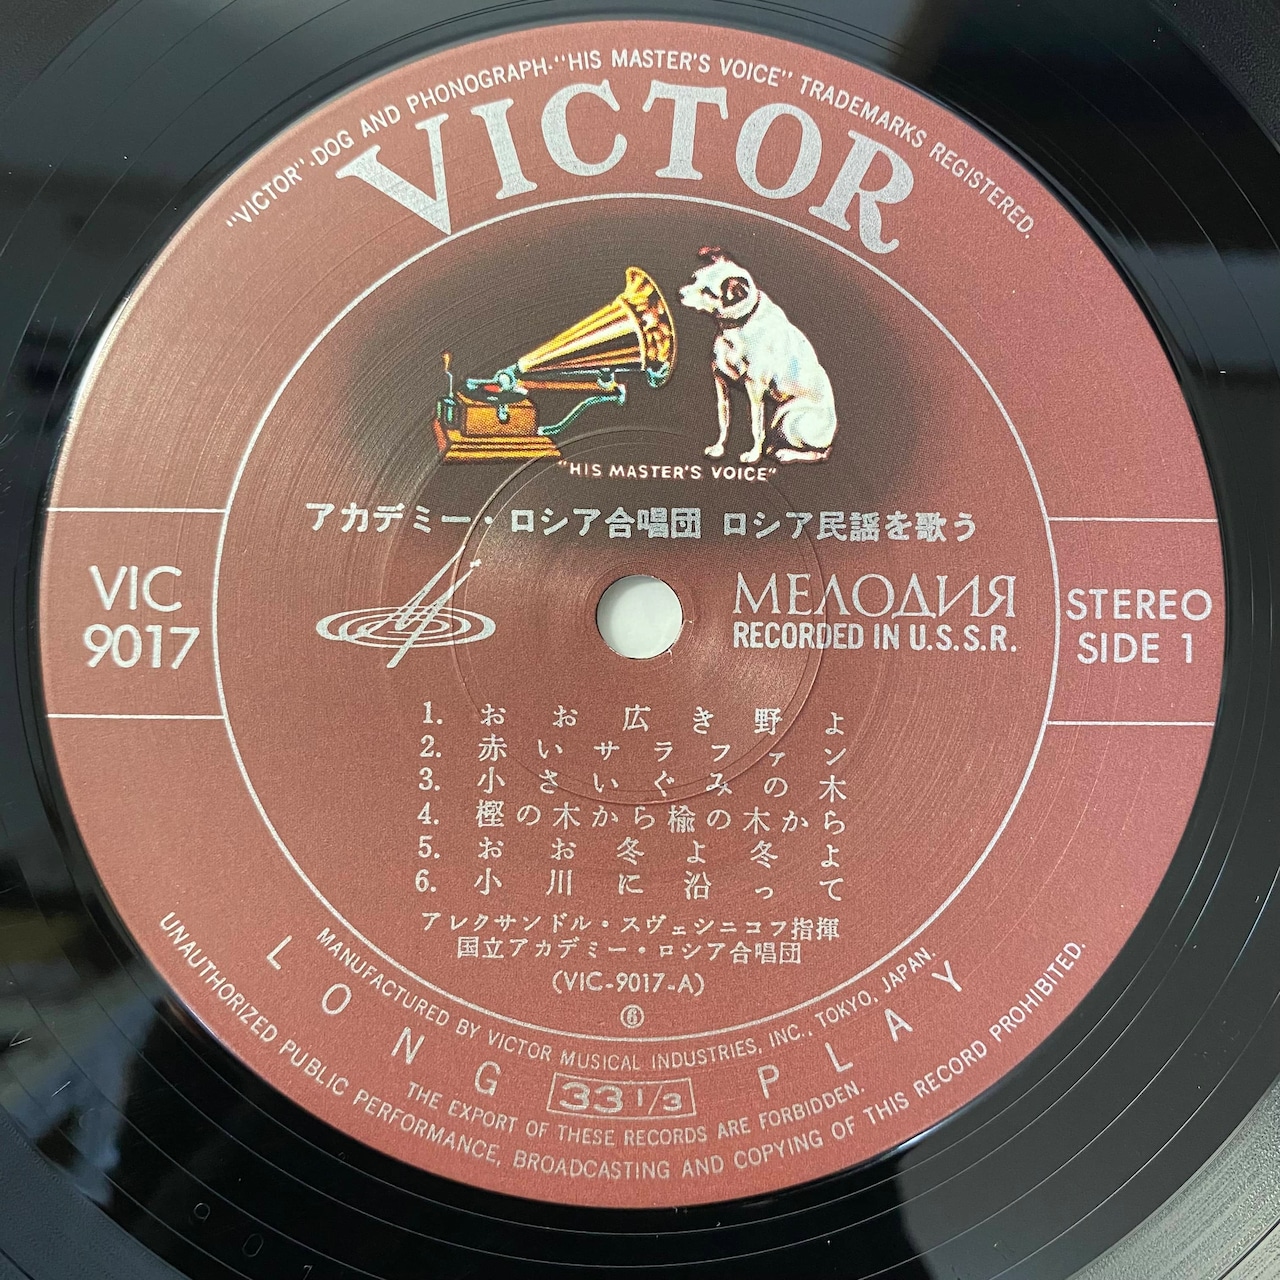 "VICTOR"·DOG AND PHONOGRAPH·"HIS MASTER'S VOICE" TRADEMARKS REGISTERED.
VICTOR
"HIS MASTER'S VOICE"
アカデミー・ロシア合唱団 ロシア民謡を歌う
VIC
9017
МЕЛОДИЯ
RECORDED IN U.S.S.R.
STEREO
SIDE 1
1. おお広き野よ
2. 赤いサラファン
3. 小さいぐみの木
4. 樫の木から楡の木から
5. おお冬よ冬よ
6. 小川に沿って
アレクサンドル・スヴェシニコフ指揮
国立アカデミー・ロシア合唱団
(VIC-9017-A)
⑥
MANUFACTURED BY VICTOR MUSICAL INDUSTRIES, INC., TOKYO, JAPAN.
LONG PLAY
33 1/3
THE EXPORT OF THESE RECORDS ARE FORBIDDEN.
UNAUTHORIZED PUBLIC PERFORMANCE, BROADCASTING AND COPYING OF THIS RECORD PROHIBITED.